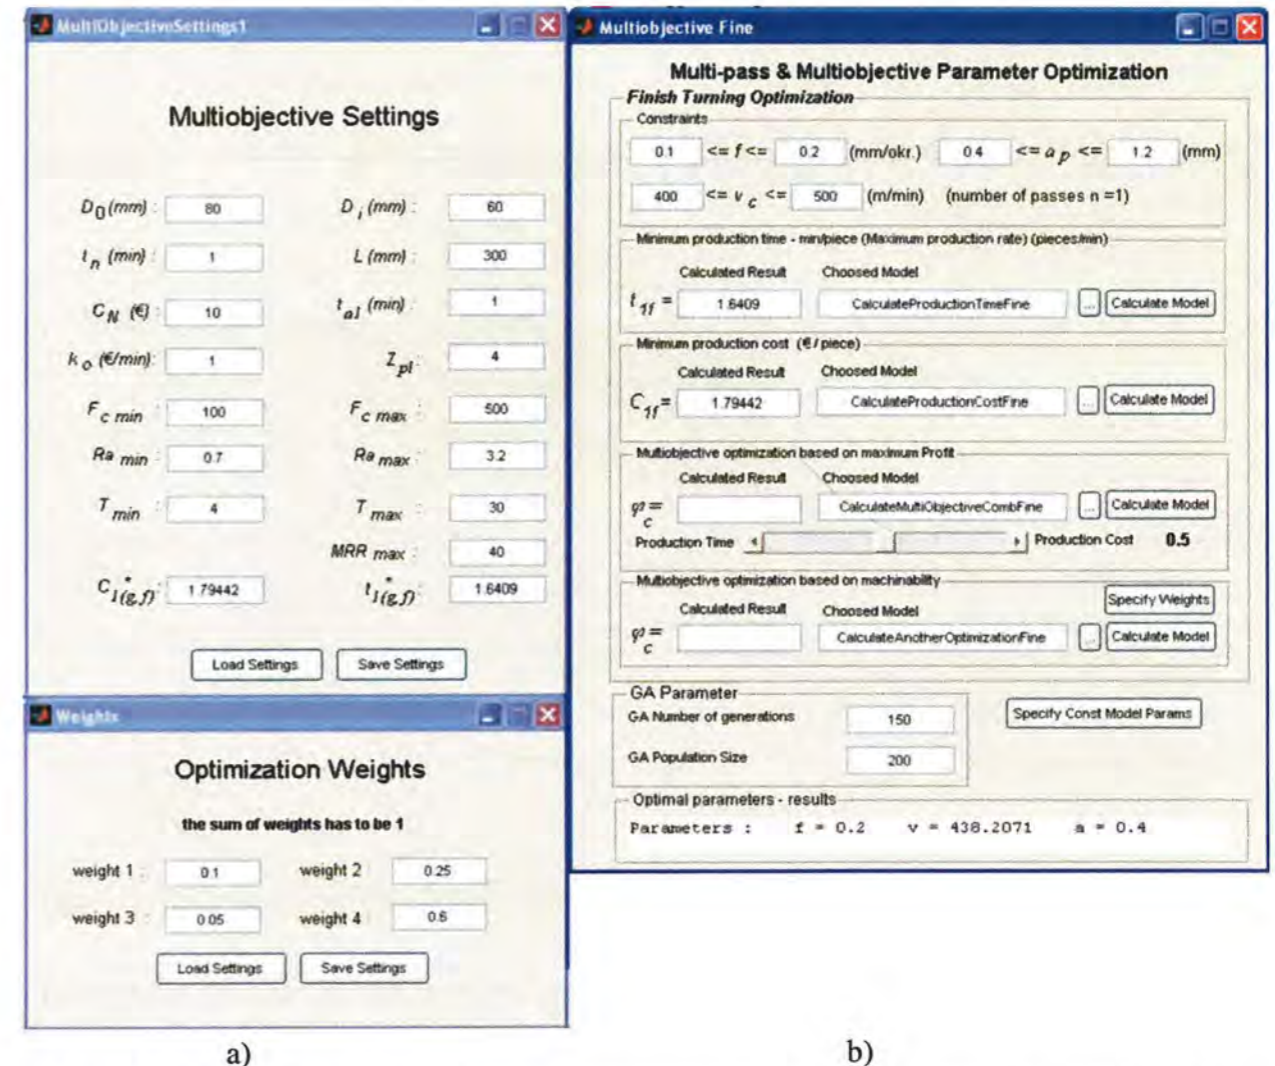 MultiObjectiveSettings1
Multiobjective Settings
D0 (mm) : 80 Di (mm) : 60
tn (min) : 1 L (mm) : 300
CN (€) : 10 ta1 (min) : 1
ko (€/min) : 1 Zpl : 4
Fc min : 100 Fc max : 500
Ra min : 0.7 Ra max : 3.2
Tmin : 4 Tmax : 30
MRR max : 40
C1(g,f)* : 1.79442 t1(g,f)* : 1.6409
Load Settings Save Settings
Weights
Optimization Weights
the sum of weights has to be 1
weight 1 : 0.1 weight 2 : 0.25
weight 3 : 0.05 weight 4 : 0.6
Load Settings Save Settings
a)
Multiobjective Fine
Multi-pass & Multiobjective Parameter Optimization
Finish Turning Optimization
Constraints
0.1 <= f <= 0.2 (mm/okr.) 0.4 <= ap <= 1.2 (mm)
400 <= vc <= 500 (m/min) (number of passes n =1)
Minimum production time - min/piece (Maximum production rate) (pieces/min)
Calculated Result Choosed Model
t1f = 1.6409 CalculateProductionTimeFine ... Calculate Model
Minimum production cost (€ / piece)
Calculated Result Choosed Model
C1f = 1.79442 CalculateProductionCostFine ... Calculate Model
Multiobjective optimization based on maximum Profit
Calculated Result Choosed Model
φc = CalculateMultiObjectiveCombFine ... Calculate Model
Production Time Production Cost 0.5
Multiobjective optimization based on machinability
Specify Weights
Calculated Result Choosed Model
φc = CalculateAnotherOptimizationFine ... Calculate Model
GA Parameter
GA Number of generations 150
Specify Const Model Params
GA Population Size 200
Optimal parameters - results
Parameters : f = 0.2 v = 438.2071 a = 0.4
b)